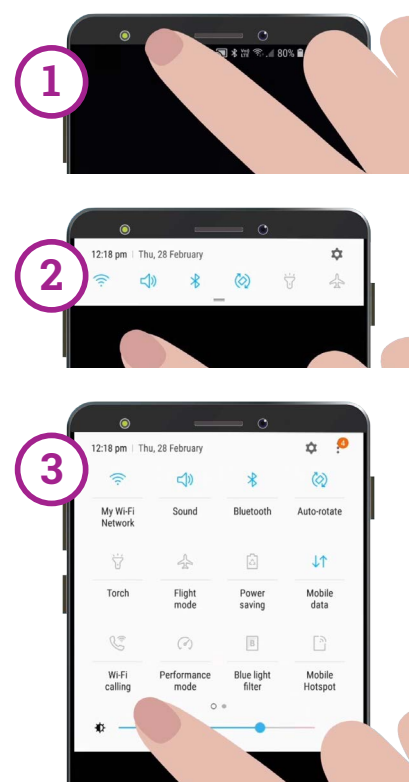 1
80%
2
12:18 pm Thu, 28 February
3
12:18 pm Thu, 28 February
4
My Wi-Fi
Network
Sound
Bluetooth
Auto-rotate
Torch
Flight
mode
Power
saving
Mobile
data
Wi-Fi
calling
Performance
mode
Blue light
filter
Mobile
Hotspot